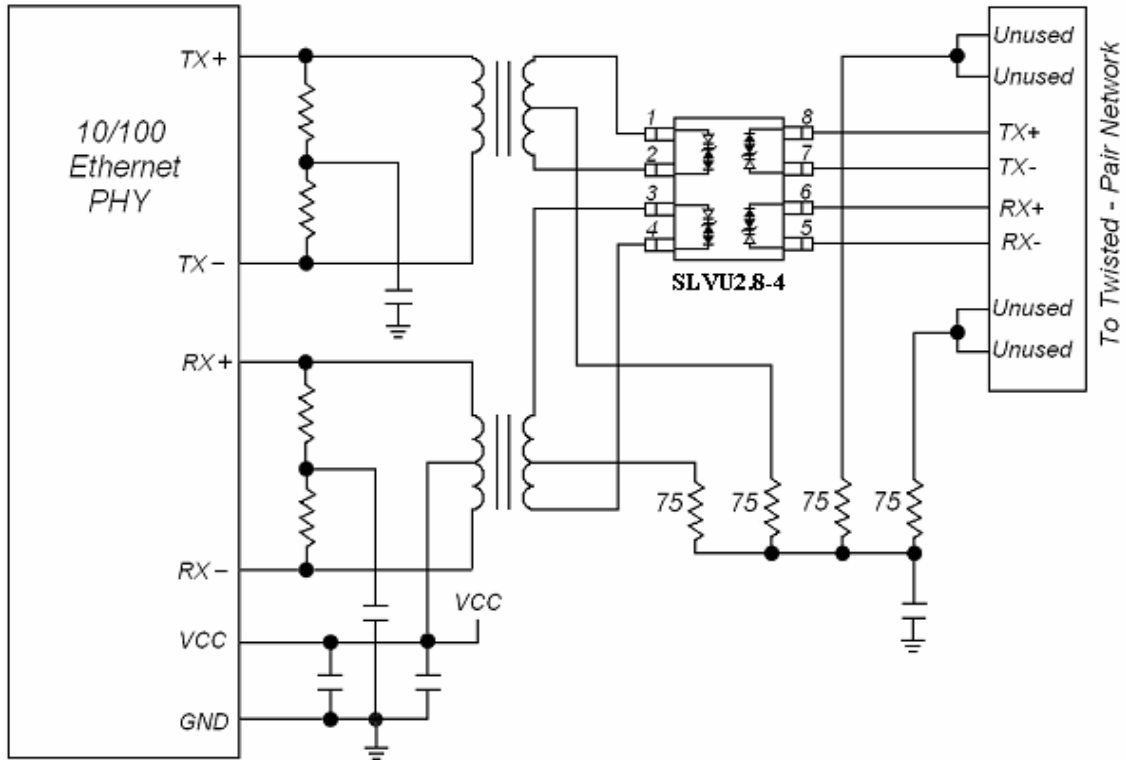 TX+
10/100
Ethernet
PHY
TX−
RX+
RX−
VCC
GND
VCC
1
2
3
4
8
7
6
5
SLVU2.8-4
75
75
75
75
Unused
Unused
TX+
TX-
RX+
RX-
Unused
Unused
To Twisted - Pair Network